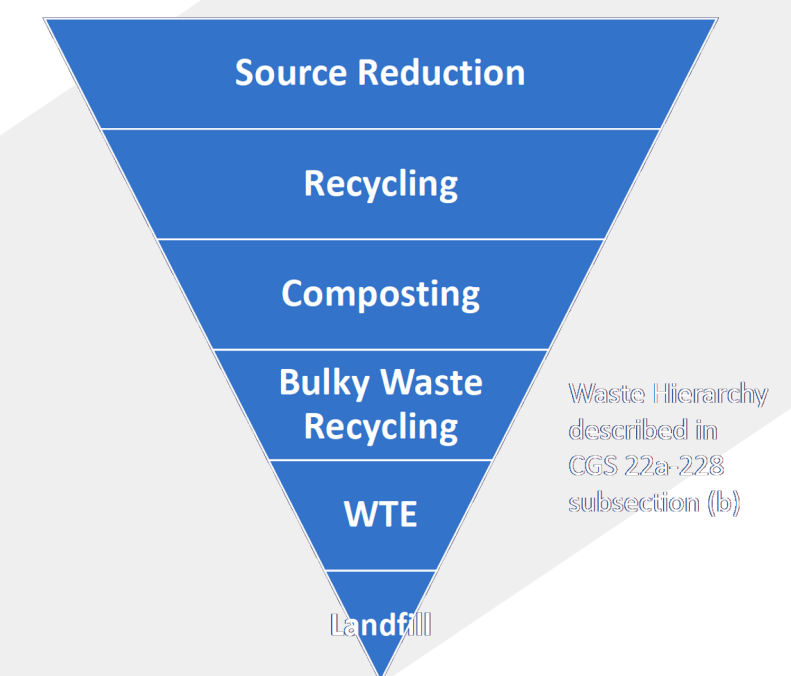 Source Reduction
Recycling
Composting
Bulky Waste
Recycling
WTE
Landfill
Waste Hierarchy
described in
CGS 22a-228
subsection (b)